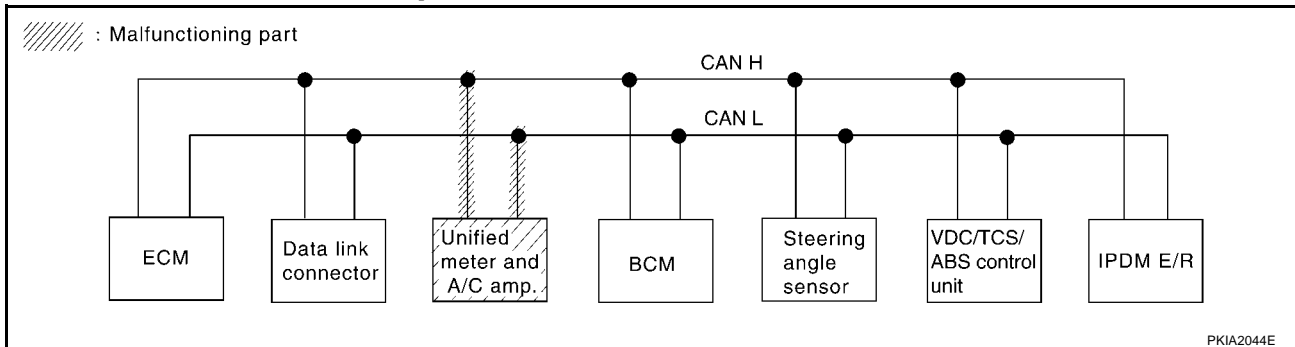 : Malfunctioning part
CAN H
CAN L
ECM
Data link
connector
Unified
meter and
A/C amp.
BCM
Steering
angle
sensor
VDC/TCS/
ABS control
unit
IPDM E/R
PKIA2044E